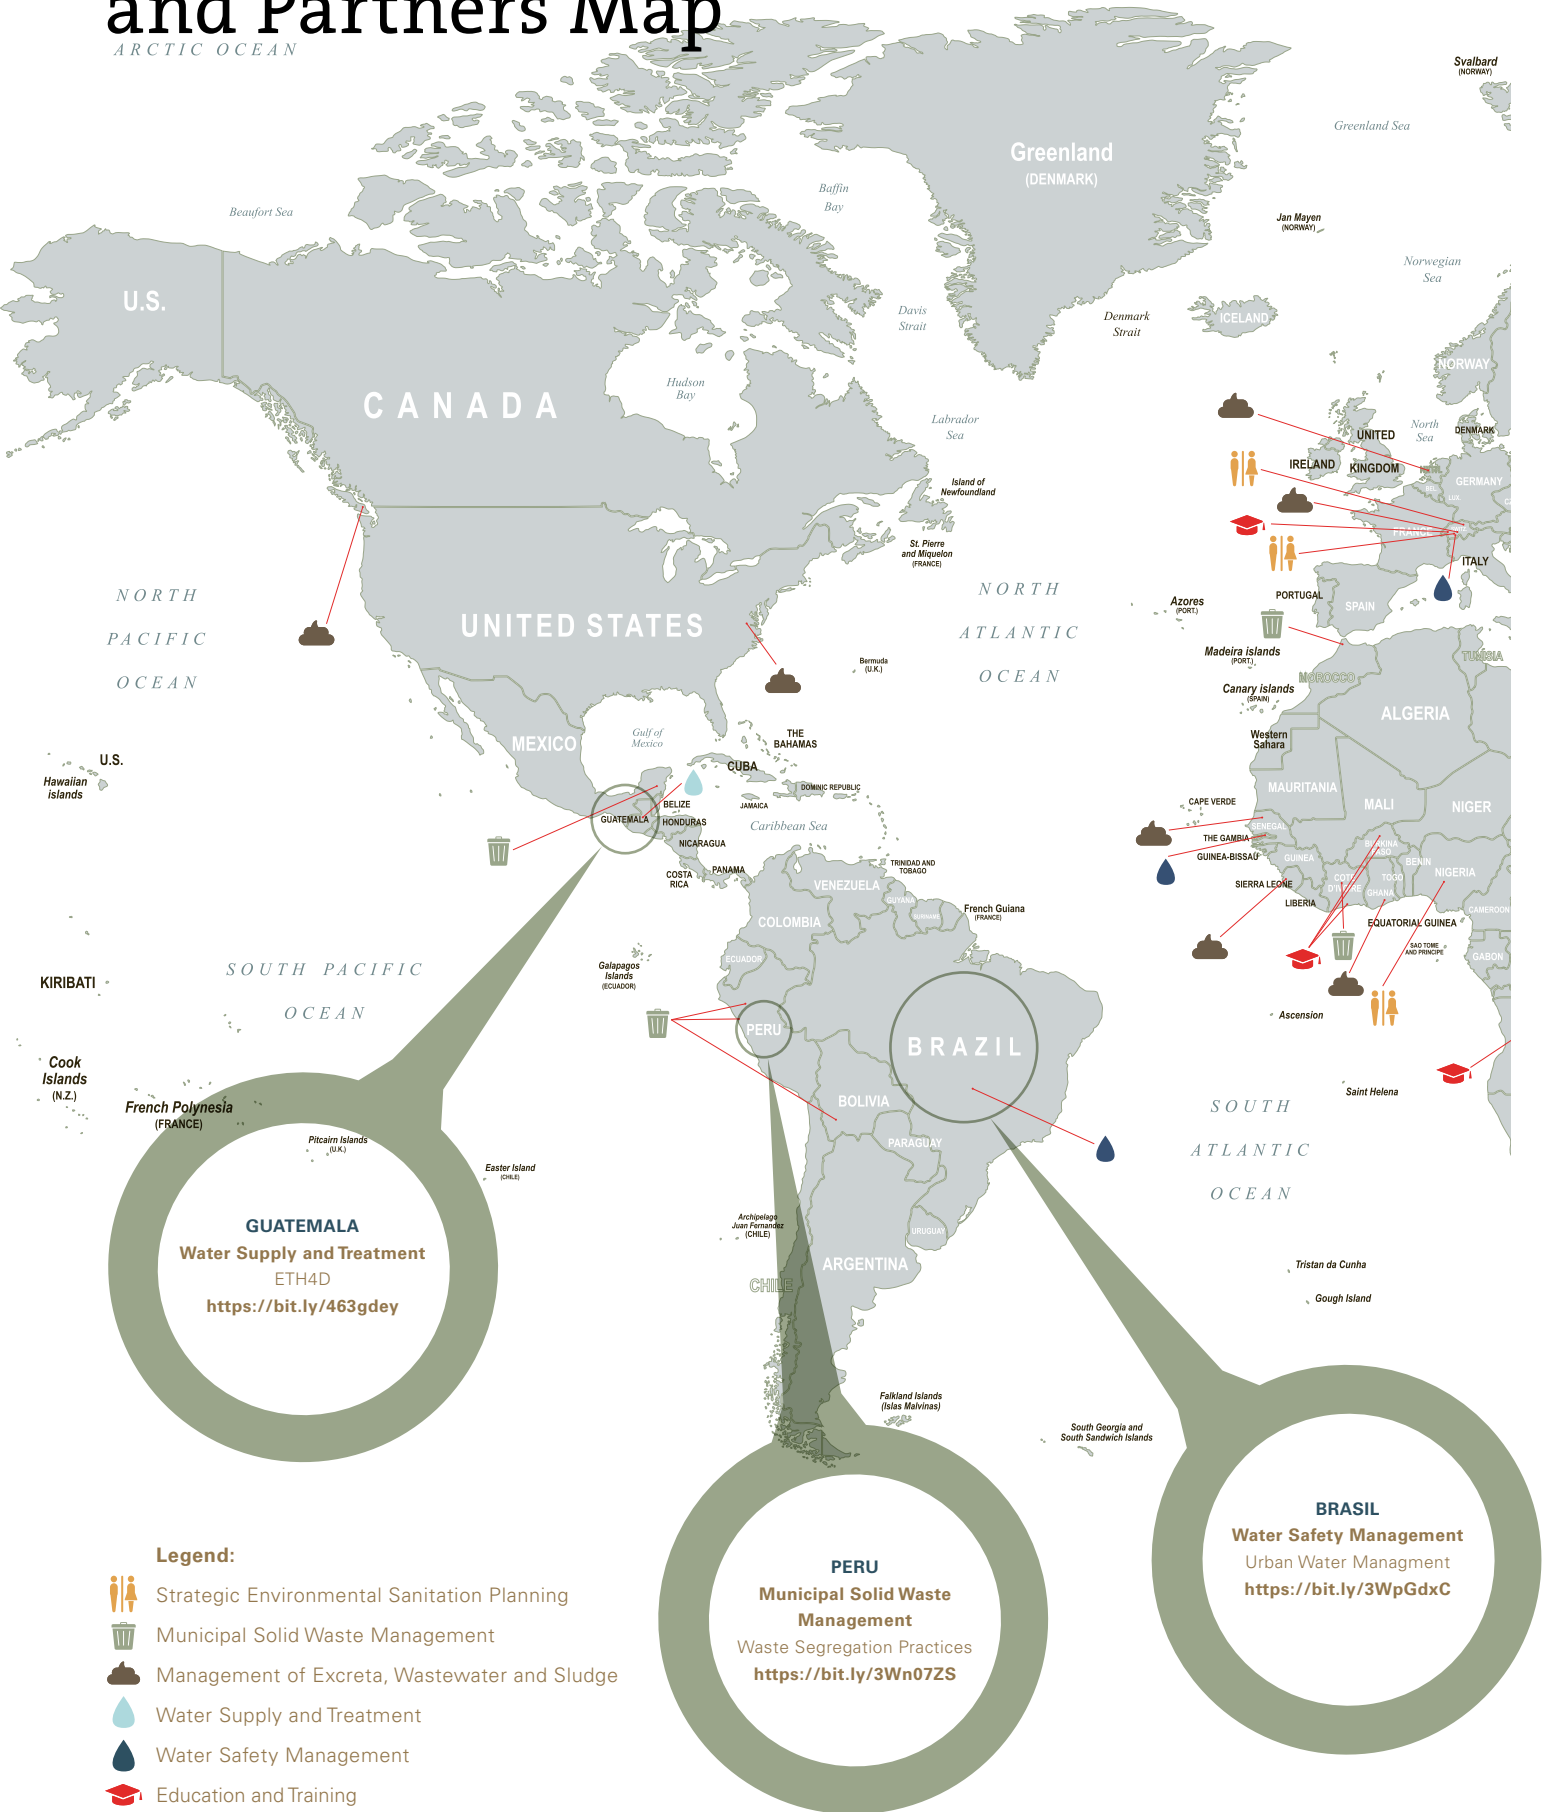 and Partners Map
ARCTIC OCEAN
Svalbard
(NORWAY)
Greenland Sea
Greenland
(DENMARK)
Baffin
Bay
Beaufort Sea
Jan Mayen
(NORWAY)
Norwegian
Sea
U.S.
Davis
Strait
Denmark
Strait
ICELAND
NORWAY
Hudson
Bay
CANADA
Labrador
Sea
North
Sea
DENMARK
UNITED
KINGDOM
IRELAND
GERMANY
BEL.
LUX.
Island of
Newfoundland
FRANCE
St. Pierre
and Miquelon
(FRANCE)
ITALY
NORTH
PACIFIC
OCEAN
UNITED STATES
NORTH
ATLANTIC
OCEAN
Azores
(PORT.)
PORTUGAL
SPAIN
Bermuda
(U.K.)
Madeira islands
(PORT.)
TUNISIA
MOROCCO
Canary islands
(SPAIN)
ALGERIA
Western
Sahara
MEXICO
Gulf of
Mexico
THE
BAHAMAS
U.S.
Hawaiian
islands
CUBA
DOMINIC REPUBLIC
MAURITANIA
MALI
NIGER
BELIZE
JAMAICA
CAPE VERDE
GUATEMALA
HONDURAS
Caribbean Sea
SENEGAL
THE GAMBIA
NICARAGUA
GUINEA-BISSAU
GUINEA
BURKINA
FASO
BENIN
COSTA
RICA
PANAMA
TRINIDAD AND
TOBAGO
VENEZUELA
GUYANA
SURINAME
French Guiana
(FRANCE)
SIERRA LEONE
LIBERIA
COTE
D'IVOIRE
TOGO
GHANA
NIGERIA
CAMEROON
COLOMBIA
EQUATORIAL GUINEA
SAO TOME
AND PRINCIPE
GABON
ECUADOR
Galapagos
Islands
(ECUADOR)
KIRIBATI
SOUTH PACIFIC
OCEAN
PERU
BRAZIL
Ascension
Cook
Islands
(N.Z.)
French Polynesia
(FRANCE)
BOLIVIA
Saint Helena
SOUTH
ATLANTIC
OCEAN
Pitcairn Islands
(U.K.)
PARAGUAY
Easter Island
(CHILE)
Archipelago
Juan Fernandez
(CHILE)
URUGUAY
CHILE
ARGENTINA
Tristan da Cunha
Gough Island
Falkland Islands
(Islas Malvinas)
South Georgia and
South Sandwich Islands
GUATEMALA
Water Supply and Treatment
ETH4D
https://bit.ly/463gdey
PERU
Municipal Solid Waste
Management
Waste Segregation Practices
https://bit.ly/3Wn07ZS
BRASIL
Water Safety Management
Urban Water Managment
https://bit.ly/3WpGdxC
Legend:
Strategic Environmental Sanitation Planning
Municipal Solid Waste Management
Management of Excreta, Wastewater and Sludge
Water Supply and Treatment
Water Safety Management
Education and Training